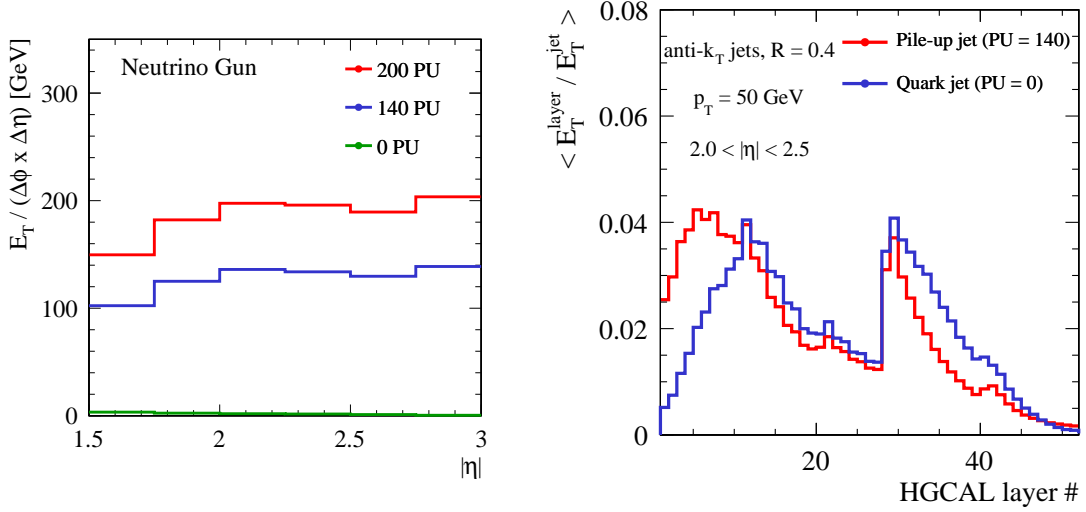 E_T / (Δϕ x Δη) [GeV]
Neutrino Gun
200 PU
140 PU
0 PU
300
200
100
0
1.5
2
2.5
3
|η|
< E_T^layer / E_T^jet >
0.08
0.06
0.04
0.02
0
anti-k_T jets, R = 0.4
p_T = 50 GeV
2.0 < |η| < 2.5
Pile-up jet (PU = 140)
Quark jet (PU = 0)
20
40
HGCAL layer #